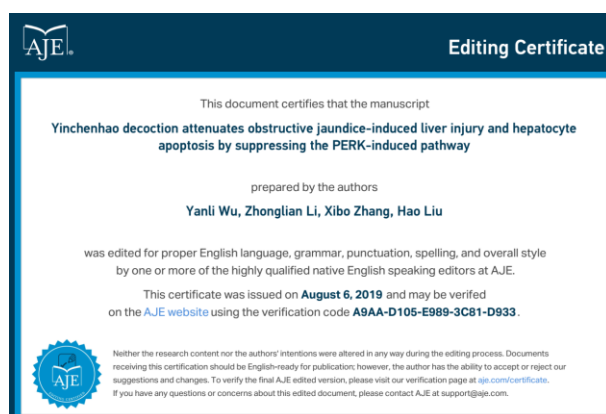 AJE
Editing Certificate
This document certifies that the manuscript
Yinchenhao decoction attenuates obstructive jaundice-induced liver injury and hepatocyte
apoptosis by suppressing the PERK-induced pathway
prepared by the authors
Yanli Wu, Zhonglian Li, Xibo Zhang, Hao Liu
was edited for proper English language, grammar, punctuation, spelling, and overall style
by one or more of the highly qualified native English speaking editors at AJE.
This certificate was issued on August 6, 2019 and may be verifed
on the AJE website using the verification code A9AA-D105-E989-3C81-D933.
Neither the research content nor the authors' intentions were altered in any way during the editing process. Documents
receiving this certification should be English-ready for publication; however, the author has the ability to accept or reject our
suggestions and changes. To verify the final AJE edited version, please visit our verification page at aje.com/certificate.
If you have any questions or concerns about this edited document, please contact AJE at support@aje.com.
AJE